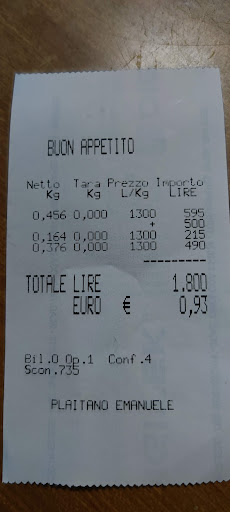 BUON APPETITO
Netto Tara Prezzo Importo
Kg Kg L/Kg LIRE
0,456 0,000 1300 595
+ 500
0,164 0,000 1300 215
0,376 0,000 1300 490
---------
TOTALE LIRE 1,800
EURO € 0,93
Bil.0 Op.1 Conf.4
Scon.735
PLAITANO EMANUELE